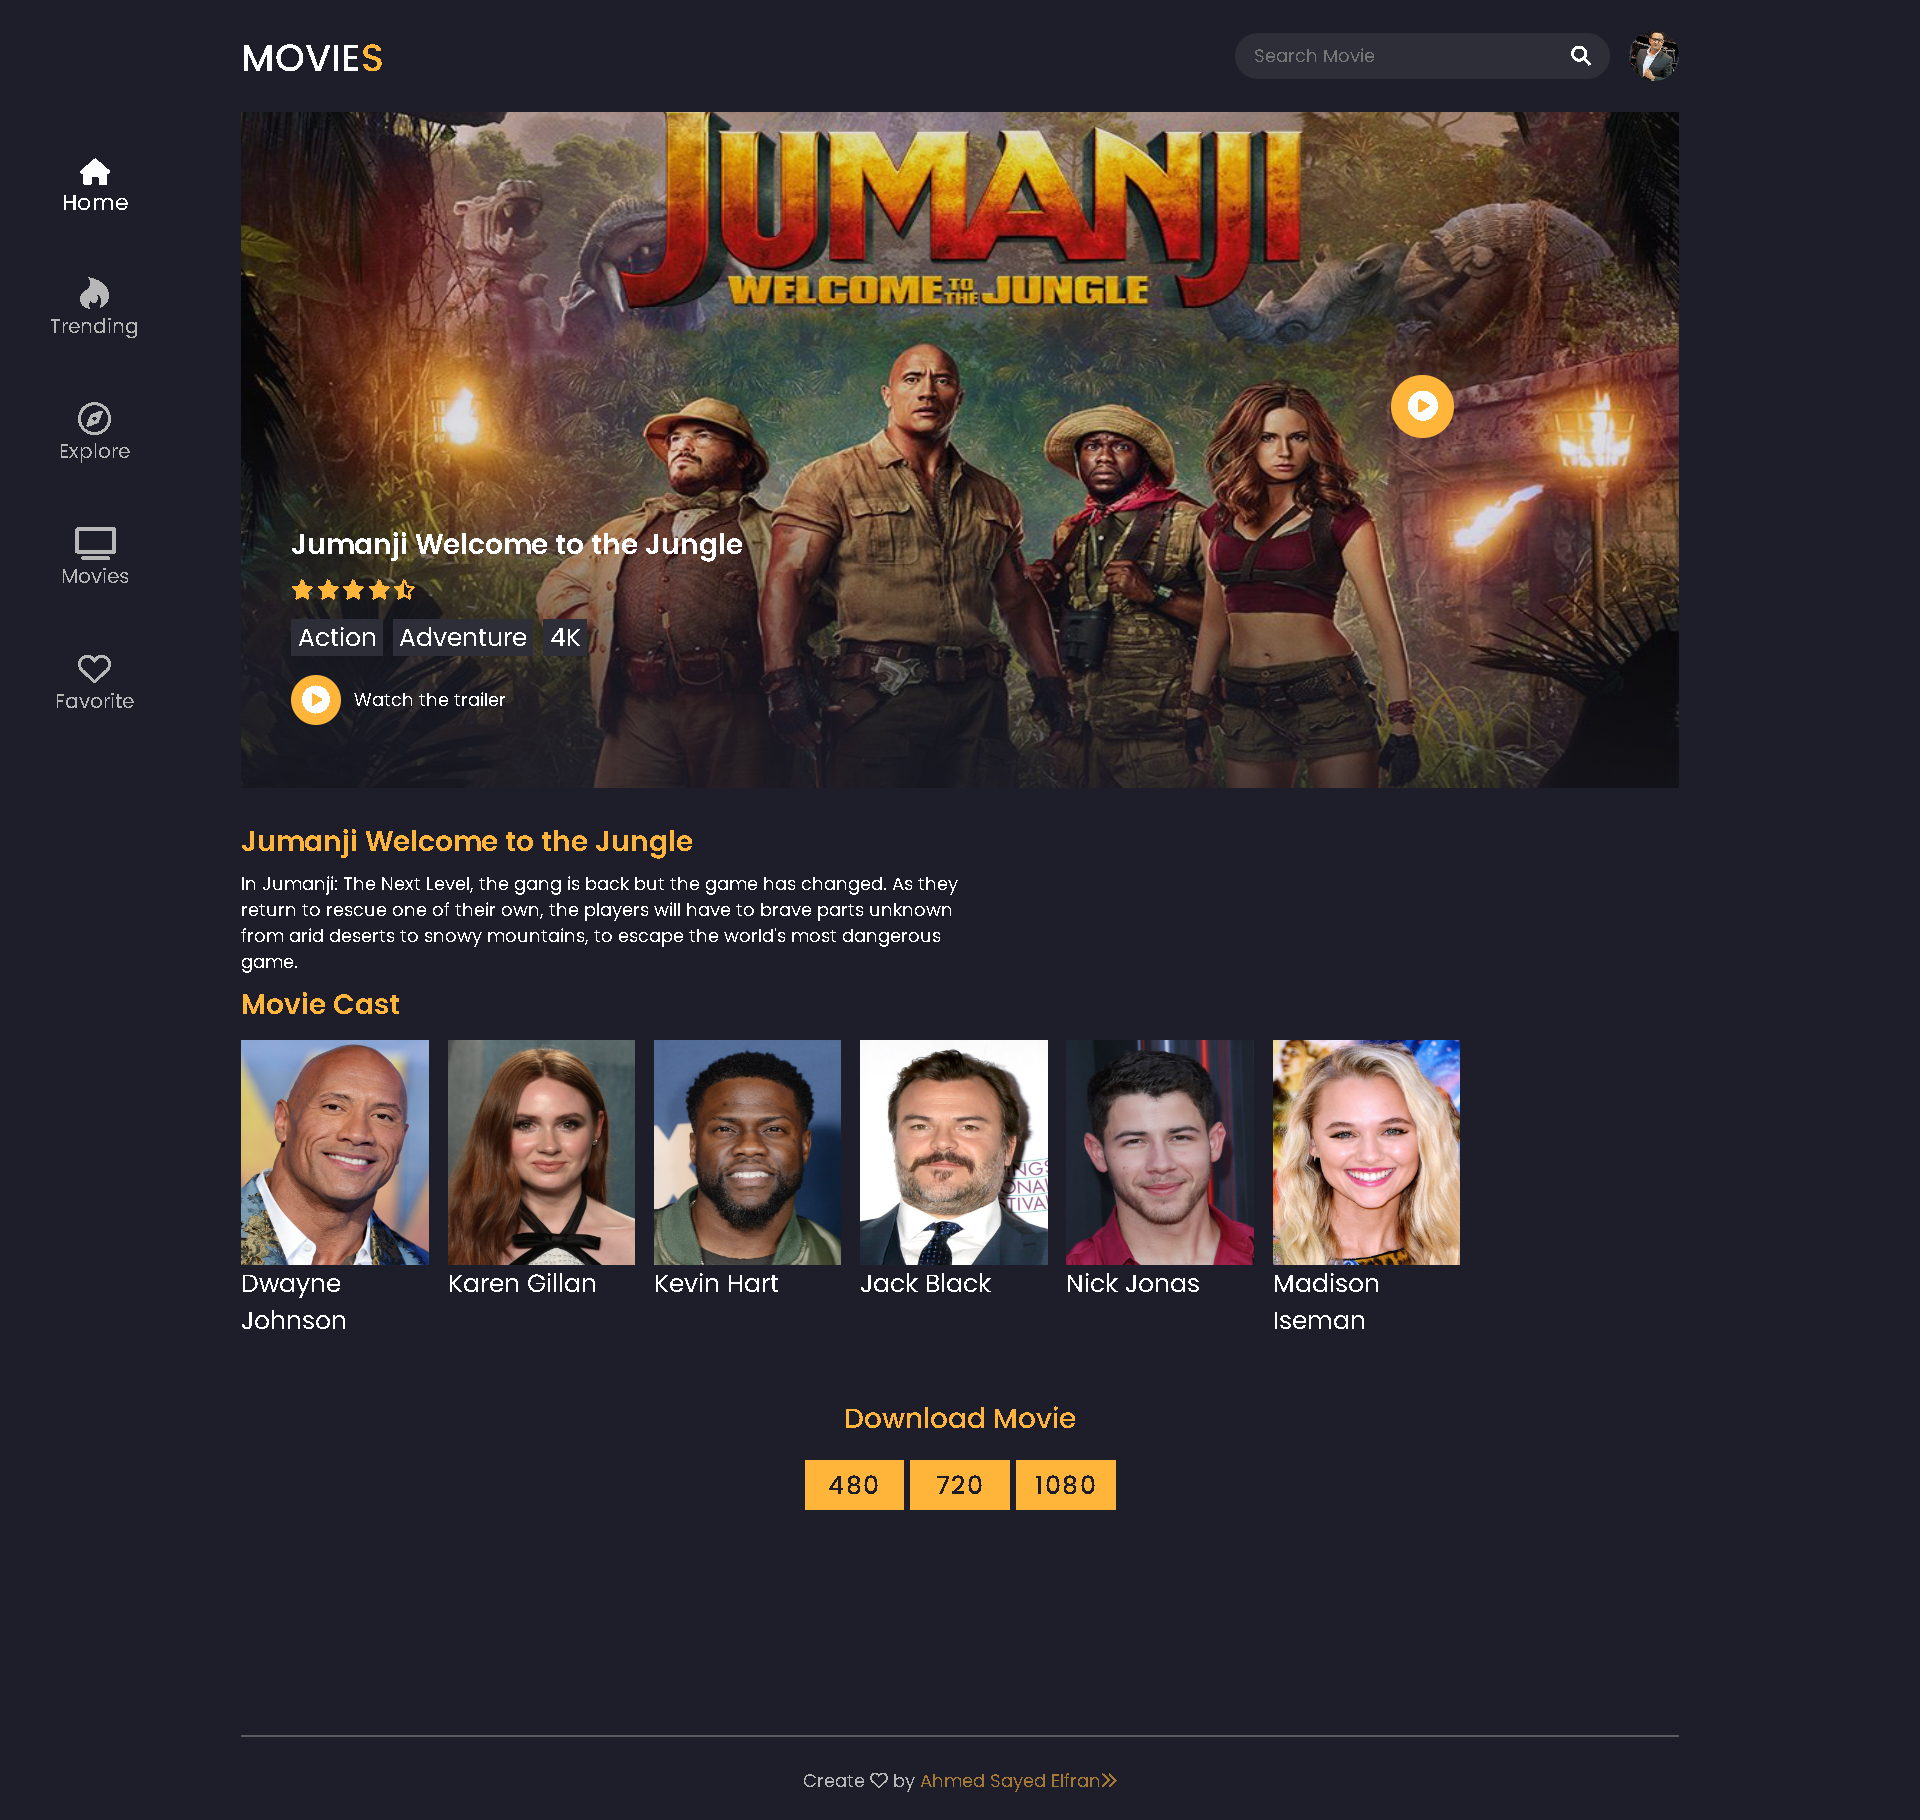 MOVIES
Search Movie
JUMANJI
WELCOME TO THE JUNGLE
Home
Trending
Explore
Movies
Favorite
Jumanji Welcome to the Jungle
Action Adventure 4K
Watch the trailer
Jumanji Welcome to the Jungle
In Jumanji: The Next Level, the gang is back but the game has changed. As they
return to rescue one of their own, the players will have to brave parts unknown
from arid deserts to snowy mountains, to escape the world's most dangerous
game.
Movie Cast
NGS
ONAL
TIVA
Dwayne
Johnson
Karen Gillan
Kevin Hart
Jack Black
Nick Jonas
Madison
Iseman
Download Movie
480 720 1080
Create by Ahmed Sayed Elfran